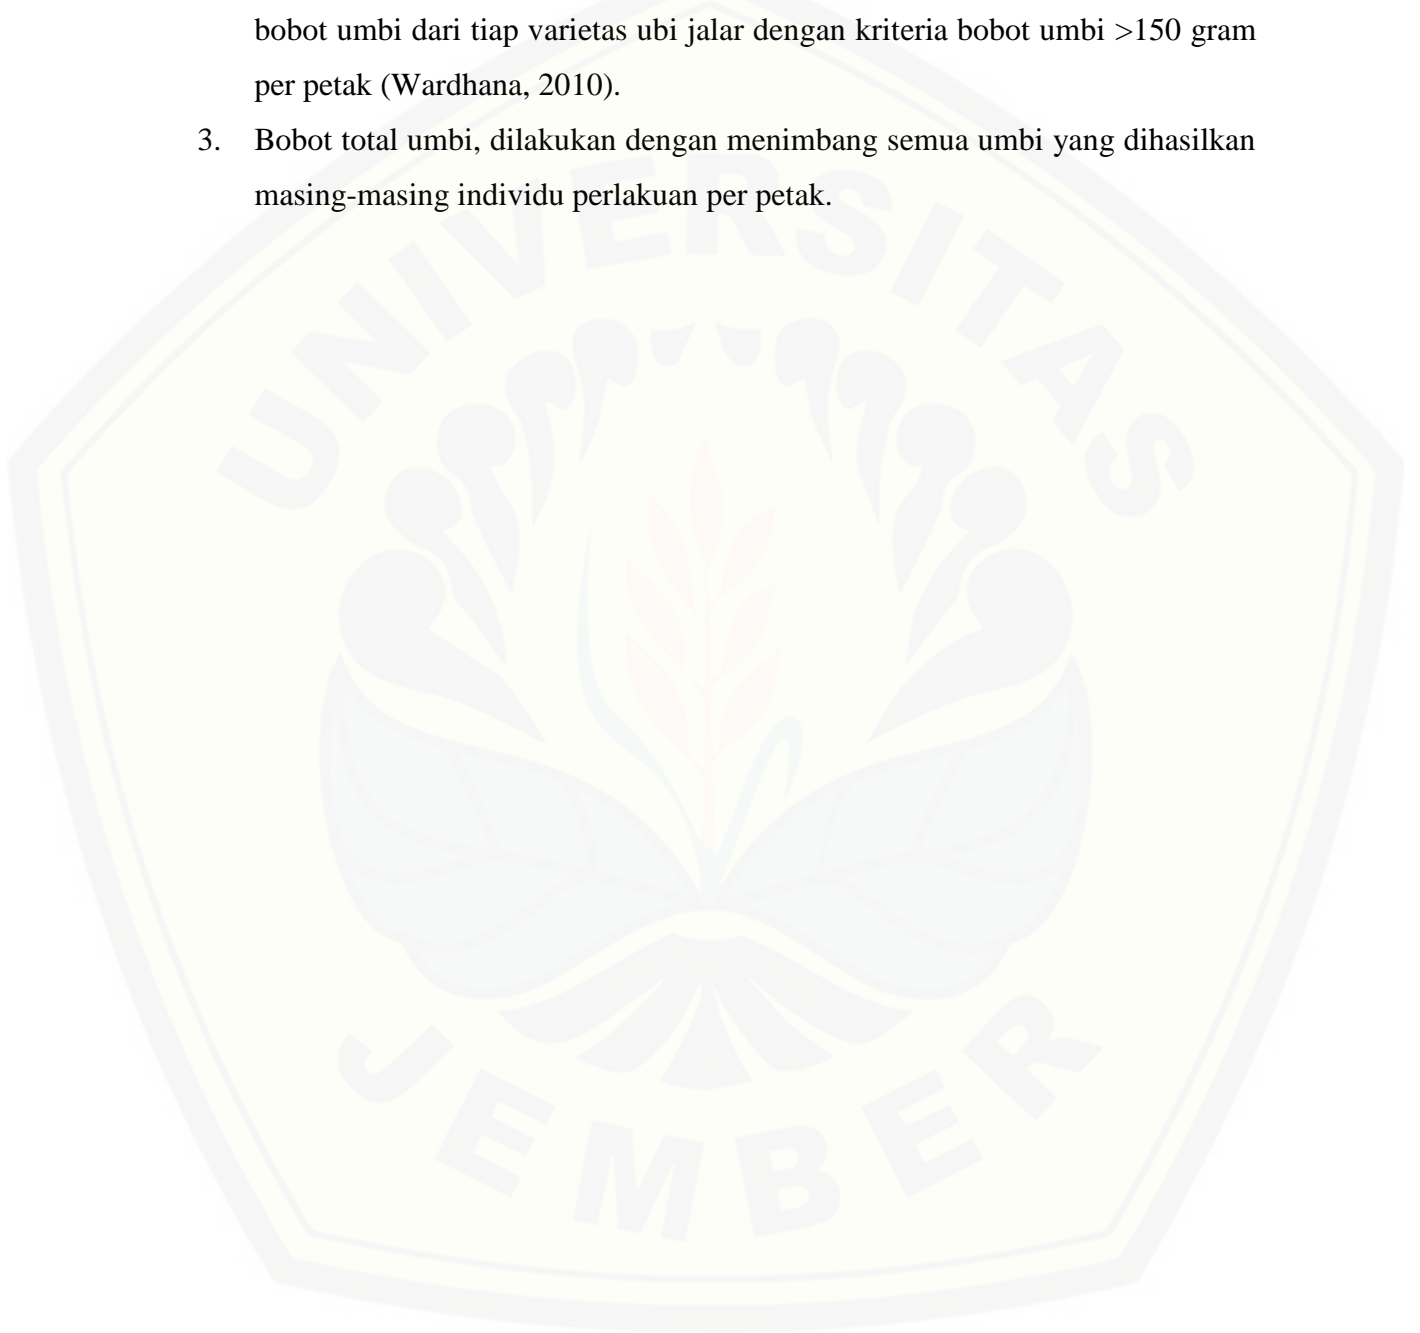 bobot umbi dari tiap varietas ubi jalar dengan kriteria bobot umbi >150 gram
per petak (Wardhana, 2010).
3. Bobot total umbi, dilakukan dengan menimbang semua umbi yang dihasilkan
masing-masing individu perlakuan per petak.
UNIVERSITAS
JEMBER